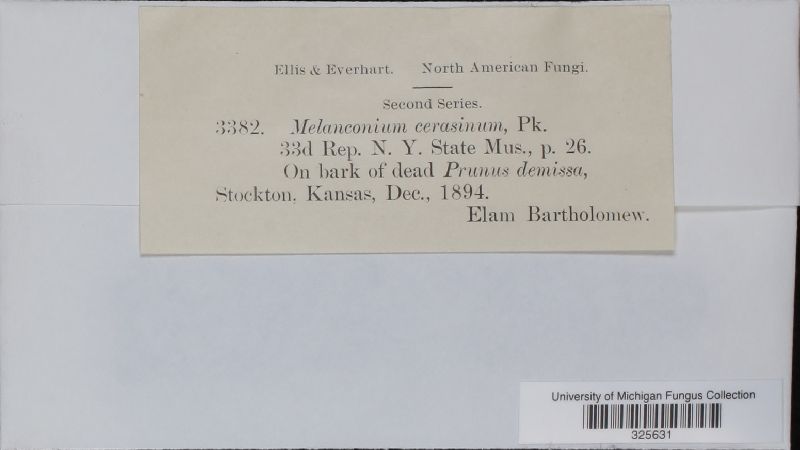 Ellis & Everhart. North American Fungi.
Second Series.
3382. Melanconium cerasinum, Pk.
33d Rep. N. Y. State Mus., p. 26.
On bark of dead Prunus demissa,
Stockton, Kansas, Dec., 1894.
Elam Bartholomew.
University of Michigan Fungus Collection
325631